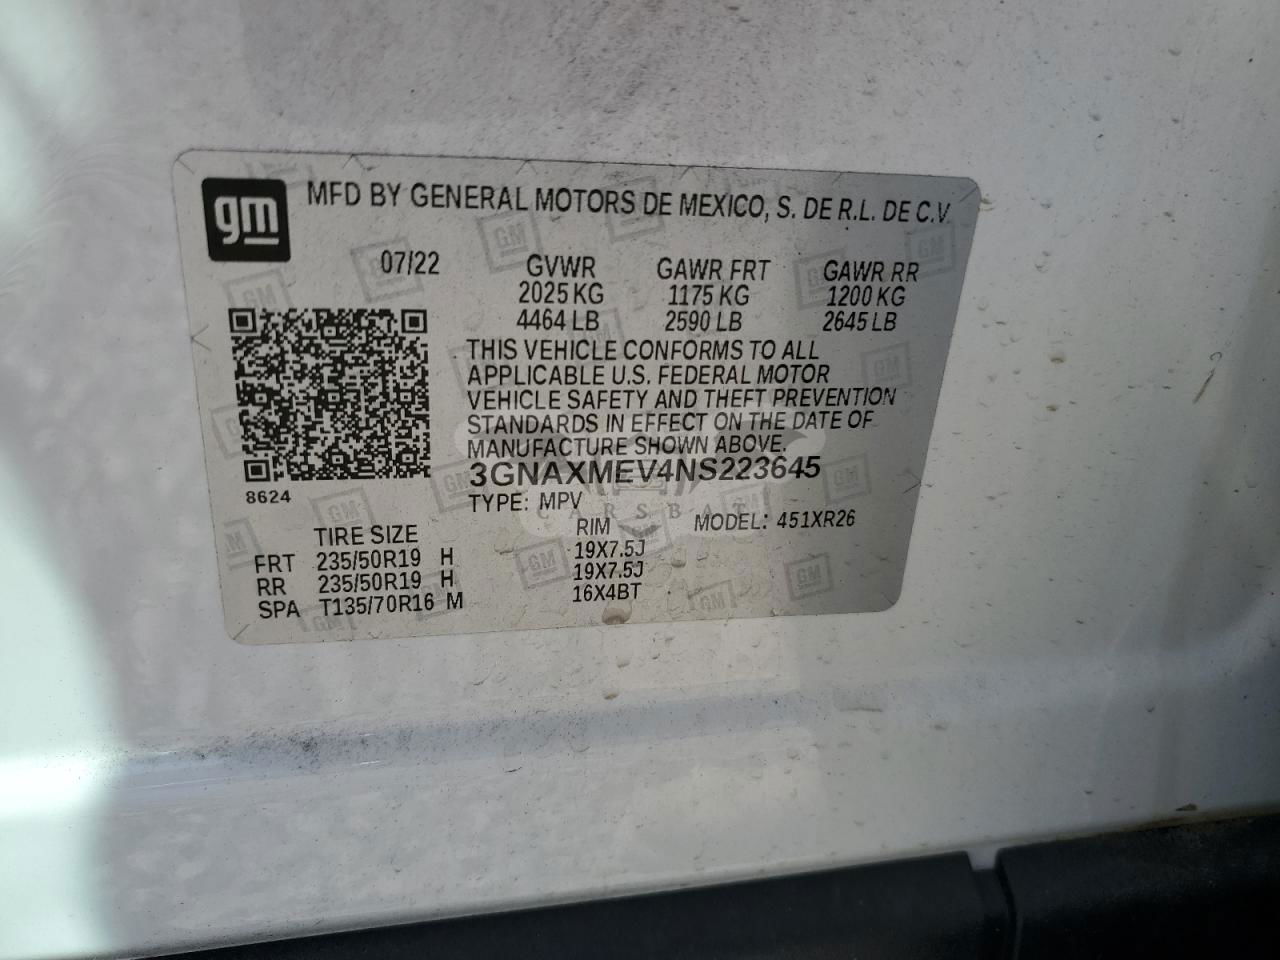 gm MFD BY GENERAL MOTORS DE MEXICO, S. DE R.L. DE C.V.
07/22 GVWR GAWR FRT GAWR RR
2025 KG 1175 KG 1200 KG
4464 LB 2590 LB 2645 LB
THIS VEHICLE CONFORMS TO ALL
APPLICABLE U.S. FEDERAL MOTOR
VEHICLE SAFETY AND THEFT PREVENTION
STANDARDS IN EFFECT ON THE DATE OF
MANUFACTURE SHOWN ABOVE.
3GNAXMEV4NS223645
8624
TYPE: MPV
CARSBAT
MODEL: 451XR26
TIRE SIZE RIM
FRT 235/50R19 H 19X7.5J
RR 235/50R19 H 19X7.5J
SPA T135/70R16 M 16X4BT